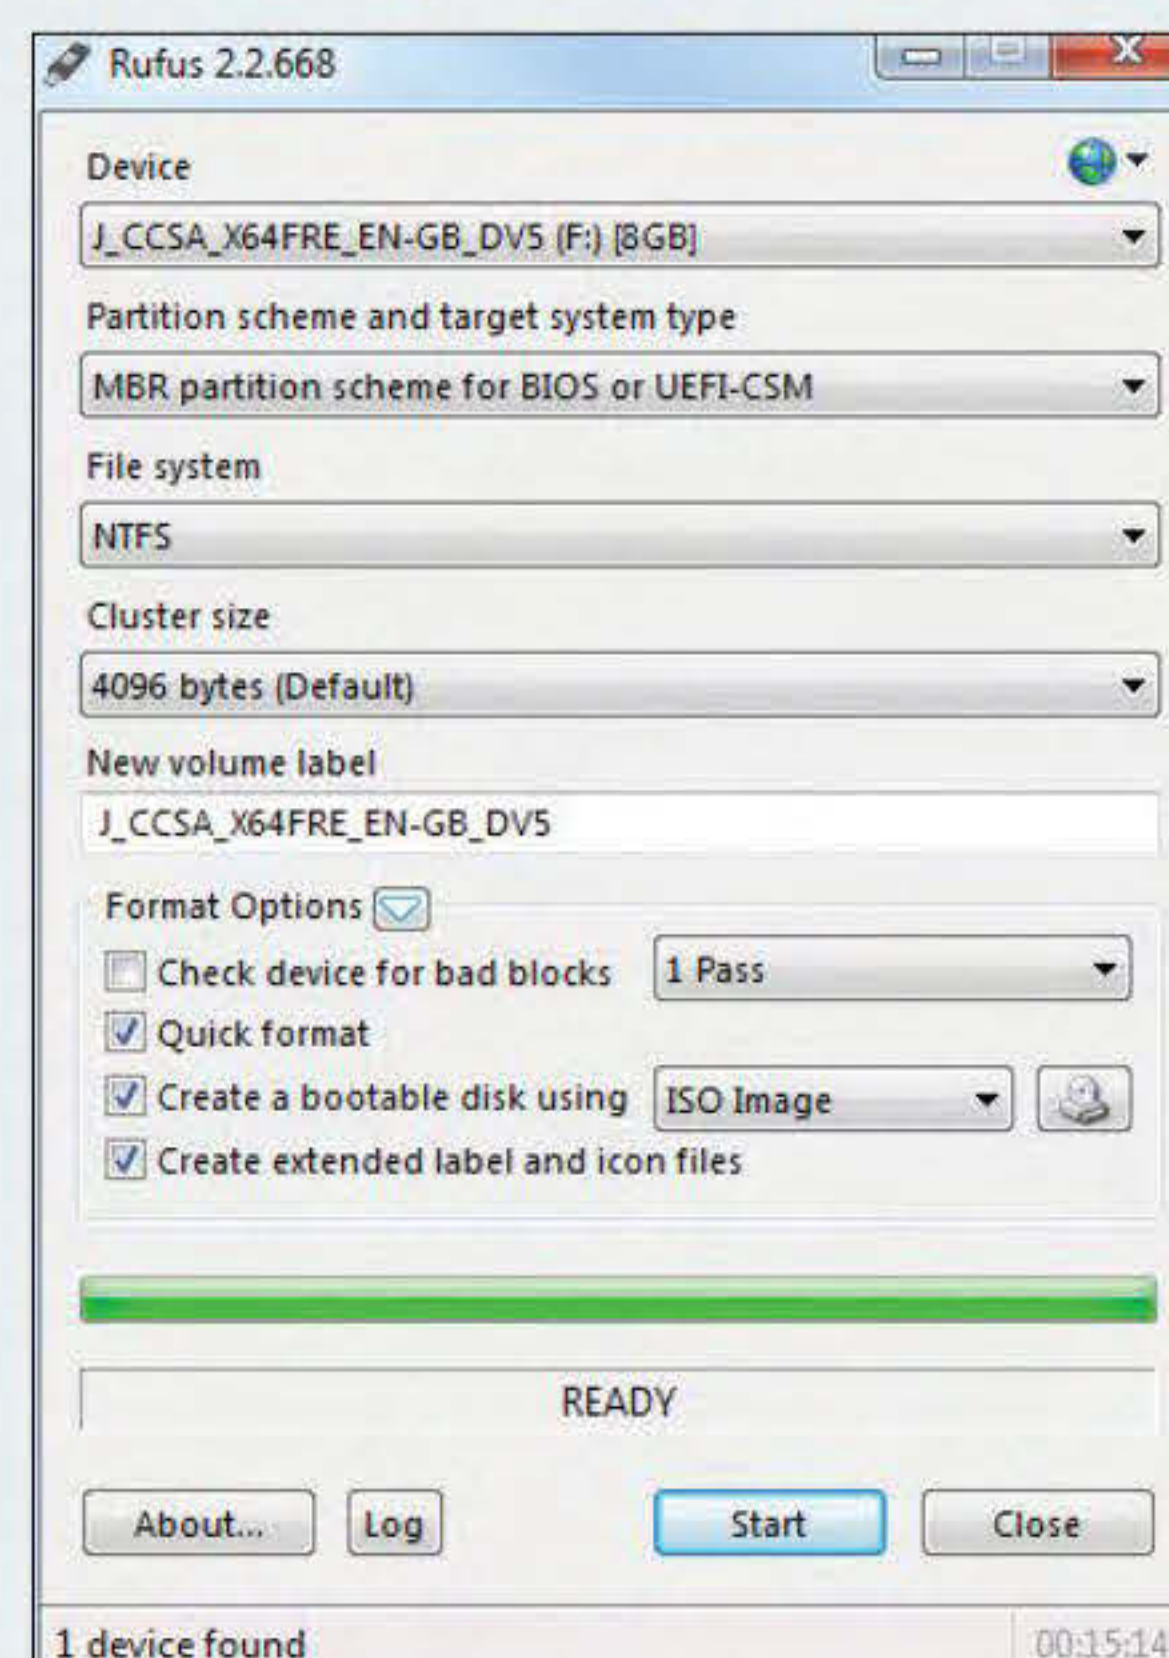 Rufus 2.2.668
Device
J_CCSA_X64FRE_EN-GB_DV5 (F:) [8GB]
Partition scheme and target system type
MBR partition scheme for BIOS or UEFI-CSM
File system
NTFS
Cluster size
4096 bytes (Default)
New volume label
J_CCSA_X64FRE_EN-GB_DV5
Format Options
Check device for bad blocks 1 Pass
Quick format
Create a bootable disk using ISO Image
Create extended label and icon files
READY
About... Log Start Close
1 device found 00:15:14